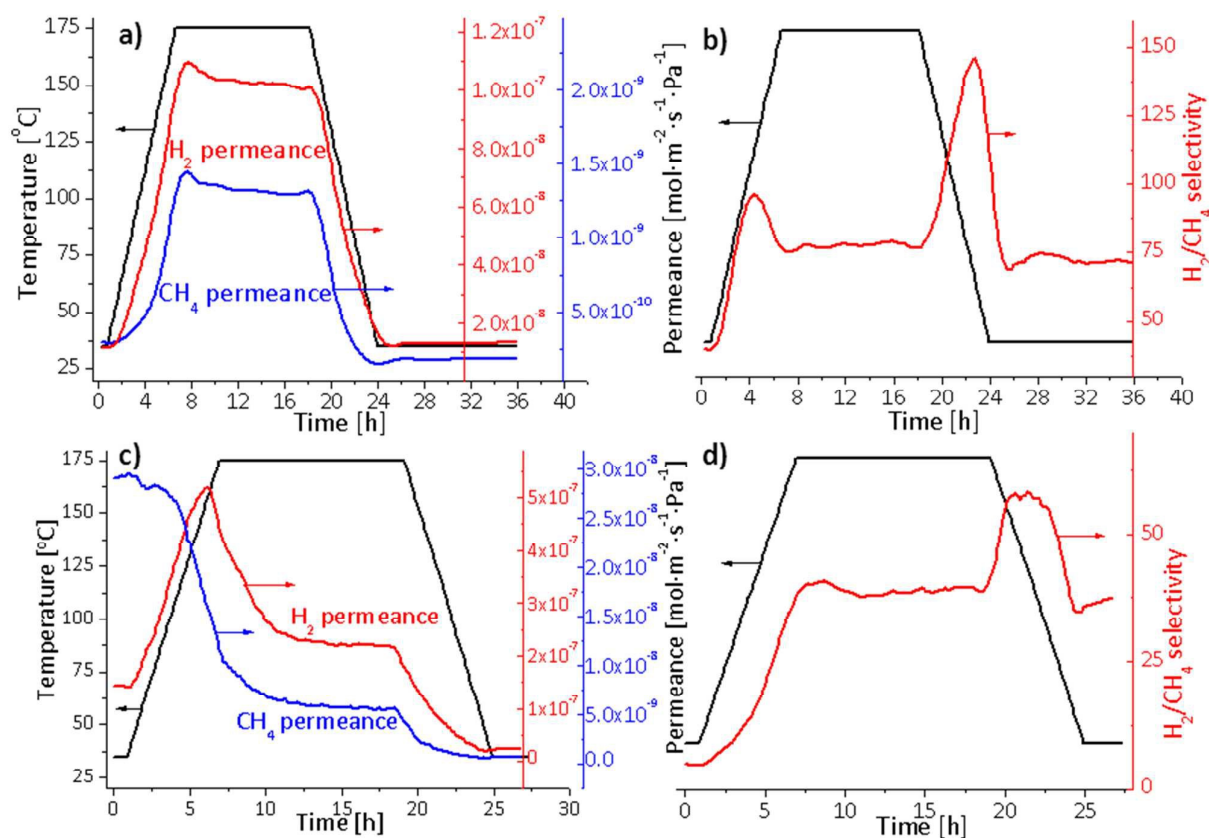 a)
Temperature [°C]
175
150
125
100
75
50
25
H₂ permeance
CH₄ permeance
1.2x10⁻⁷
1.0x10⁻⁷
8.0x10⁻⁸
6.0x10⁻⁸
4.0x10⁻⁸
2.0x10⁻⁸
2.0x10⁻⁹
1.5x10⁻⁹
1.0x10⁻⁹
5.0x10⁻¹⁰
Permeance [mol·m⁻²·s⁻¹·Pa⁻¹]
0 4 8 12 16 20 24 28 32 36 40
Time [h]
b)
150
125
100
75
50
H₂/CH₄ selectivity
0 4 8 12 16 20 24 28 32 36 40
Time [h]
c)
Temperature [ºC]
175
150
125
100
75
50
25
H₂ permeance
CH₄ permeance
5x10⁻⁷
4x10⁻⁷
3x10⁻⁷
2x10⁻⁷
1x10⁻⁷
0
3.0x10⁻⁸
2.5x10⁻⁸
2.0x10⁻⁸
1.5x10⁻⁸
1.0x10⁻⁸
5.0x10⁻⁹
0.0
Permeance [mol·m⁻²·s⁻¹·Pa⁻¹]
0 5 10 15 20 25 30
Time [h]
d)
50
25
0
H₂/CH₄ selectivity
0 5 10 15 20 25
Time [h]